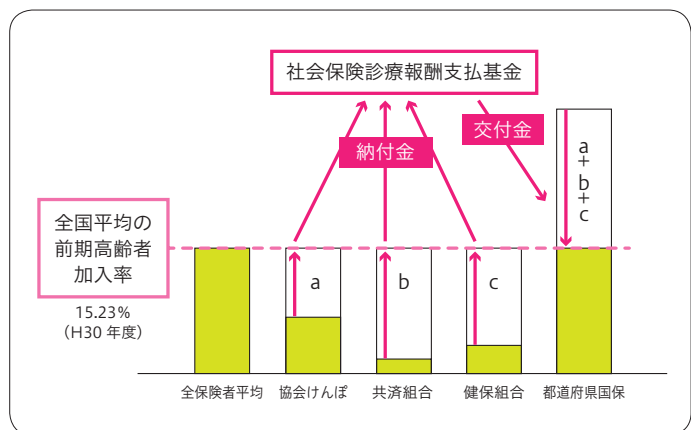 社会保険診療報酬支払基金
納付金
交付金
a+b+c
全国平均の
前期高齢者
加入率
15.23%
（H30 年度）
a
b
c
全保険者平均
協会けんぽ
共済組合
健保組合
都道府県国保